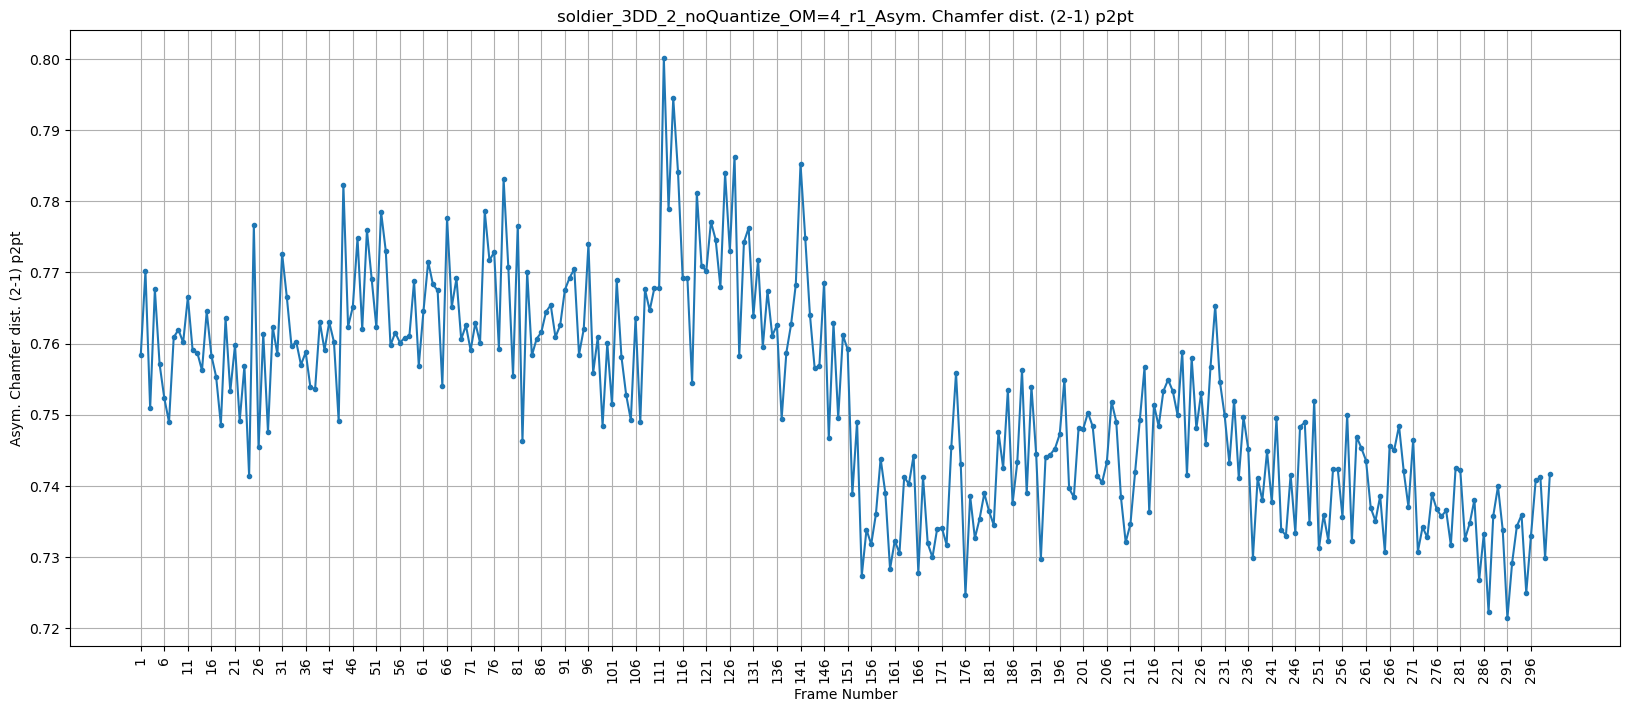 soldier_3DD_2_noQuantize_OM=4_r1_Asym. Chamfer dist. (2-1) p2pt
0.80
0.79
0.78
0.77
0.76
0.75
0.74
0.73
0.72
Asym. Chamfer dist. (2-1) p2pt
1 6 11 16 21 26 31 36 41 46 51 56 61 66 71 76 81 86 91 96 101 106 111 116 121 126 131 136 141 146 151 156 161 166 171 176 181 186 191 196 201 206 211 216 221 226 231 236 241 246 251 256 261 266 271 276 281 286 291 296
Frame Number